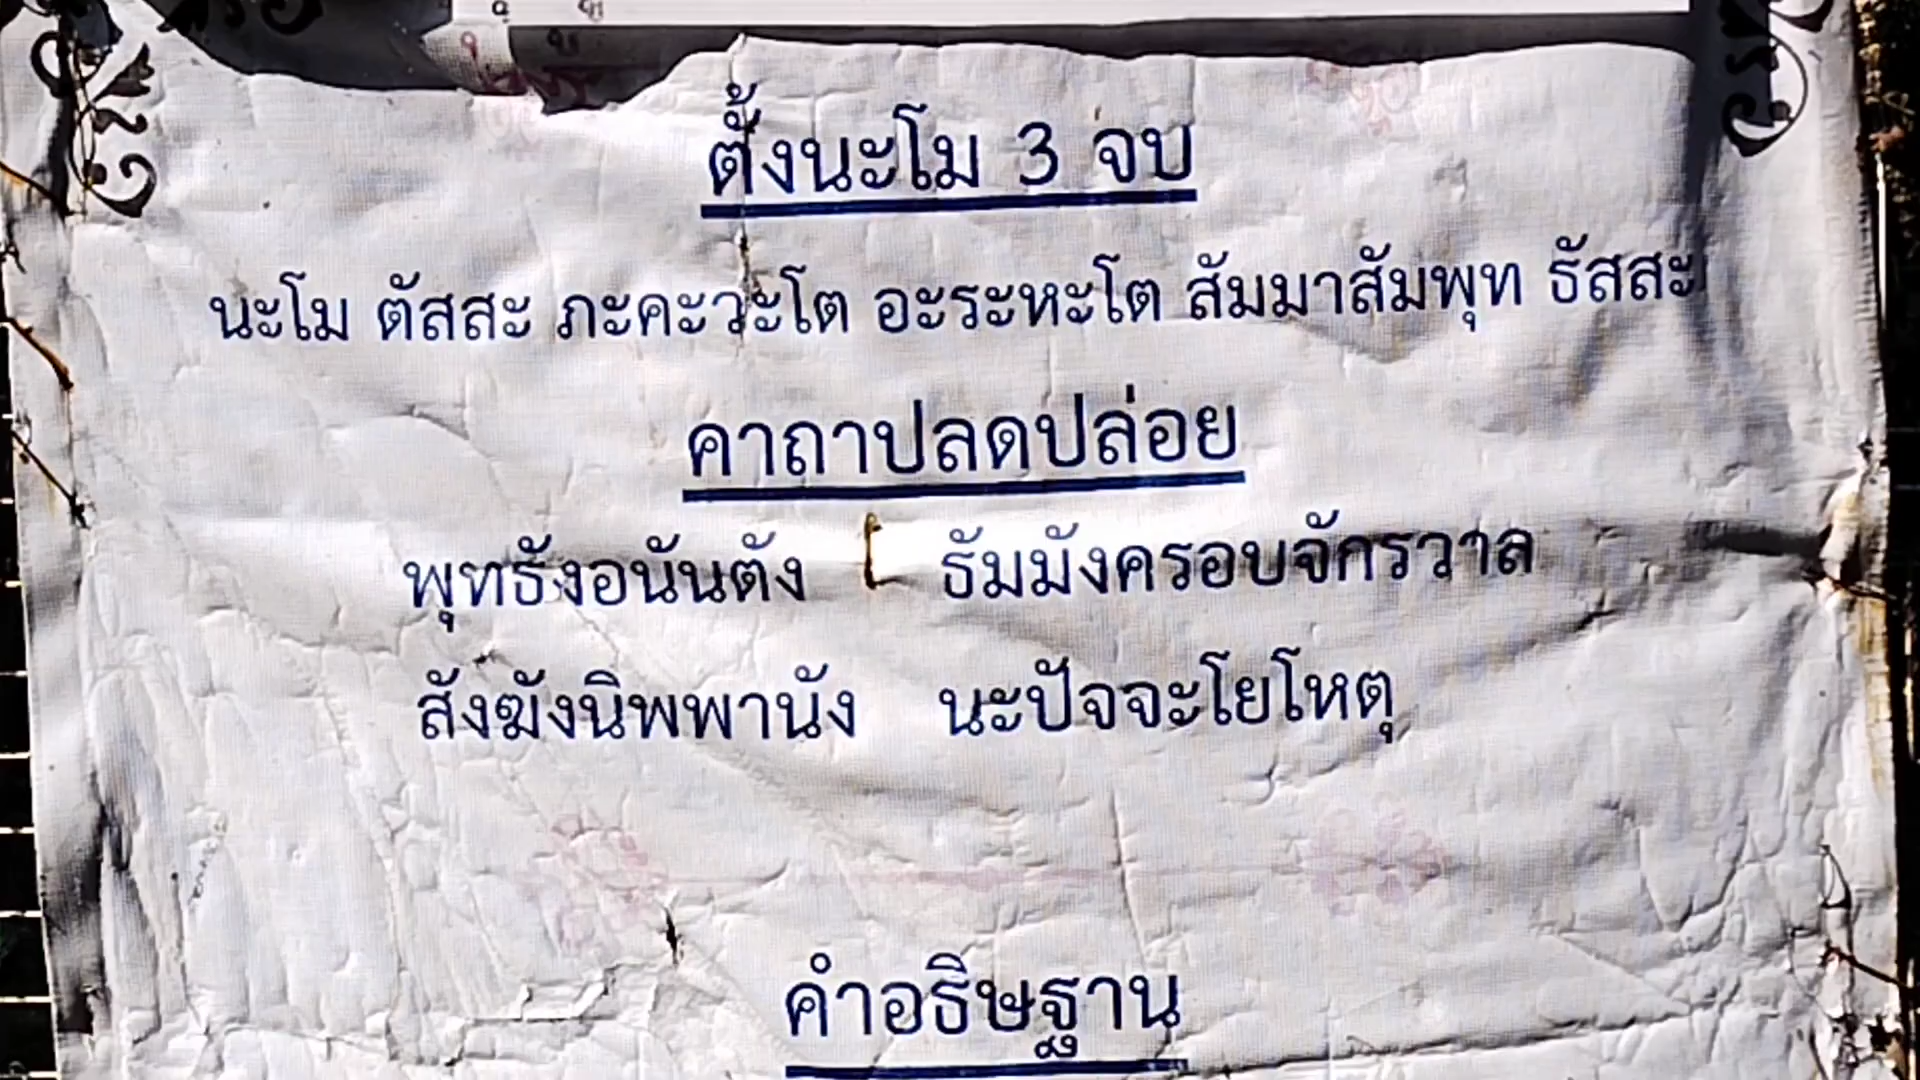 ตั้งนะโม 3 จบ
นะโม ตัสสะ ภะคะวะโต อะระหะโต สัมมาสัมพุท ธัสสะ
คาถาปลดปล่อย
พุทธังอนันตัง ธัมมังครอบจักรวาล
สังฆังนิพพานัง นะปัจจะโยโหตุ
คำอธิษฐาน